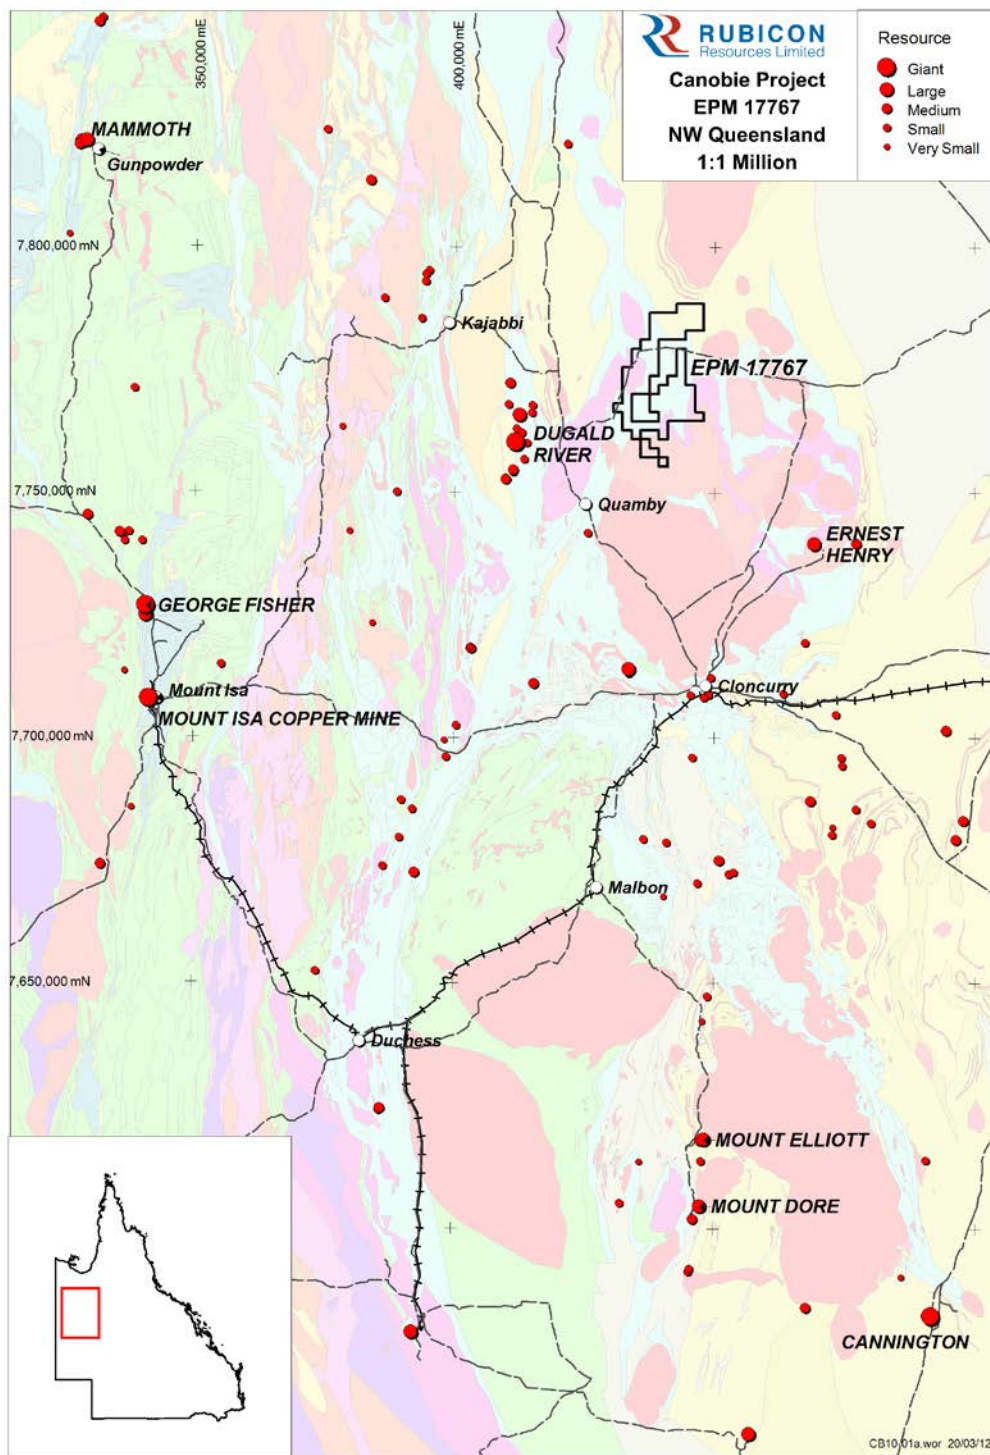 RUBICON
Resources Limited
Canobie Project
EPM 17767
NW Queensland
1:1 Million
Resource
Giant
Large
Medium
Small
Very Small
350,000 mE
400,000 mE
MAMMOTH
Gunpowder
7,800,000 mN
Kajabbi
EPM 17767
DUGALD
RIVER
7,750,000 mN
Quamby
ERNEST
HENRY
GEORGE FISHER
Mount Isa
Cloncurry
MOUNT ISA COPPER MINE
7,700,000 mN
Malbon
7,650,000 mN
Duchess
MOUNT ELLIOTT
MOUNT DORE
CANNINGTON
CB10_01a.wor 20/03/12